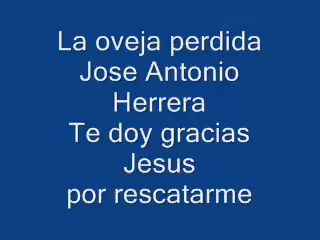 La oveja perdida
Jose Antonio
Herrera
Te doy gracias
Jesus
por rescatarme